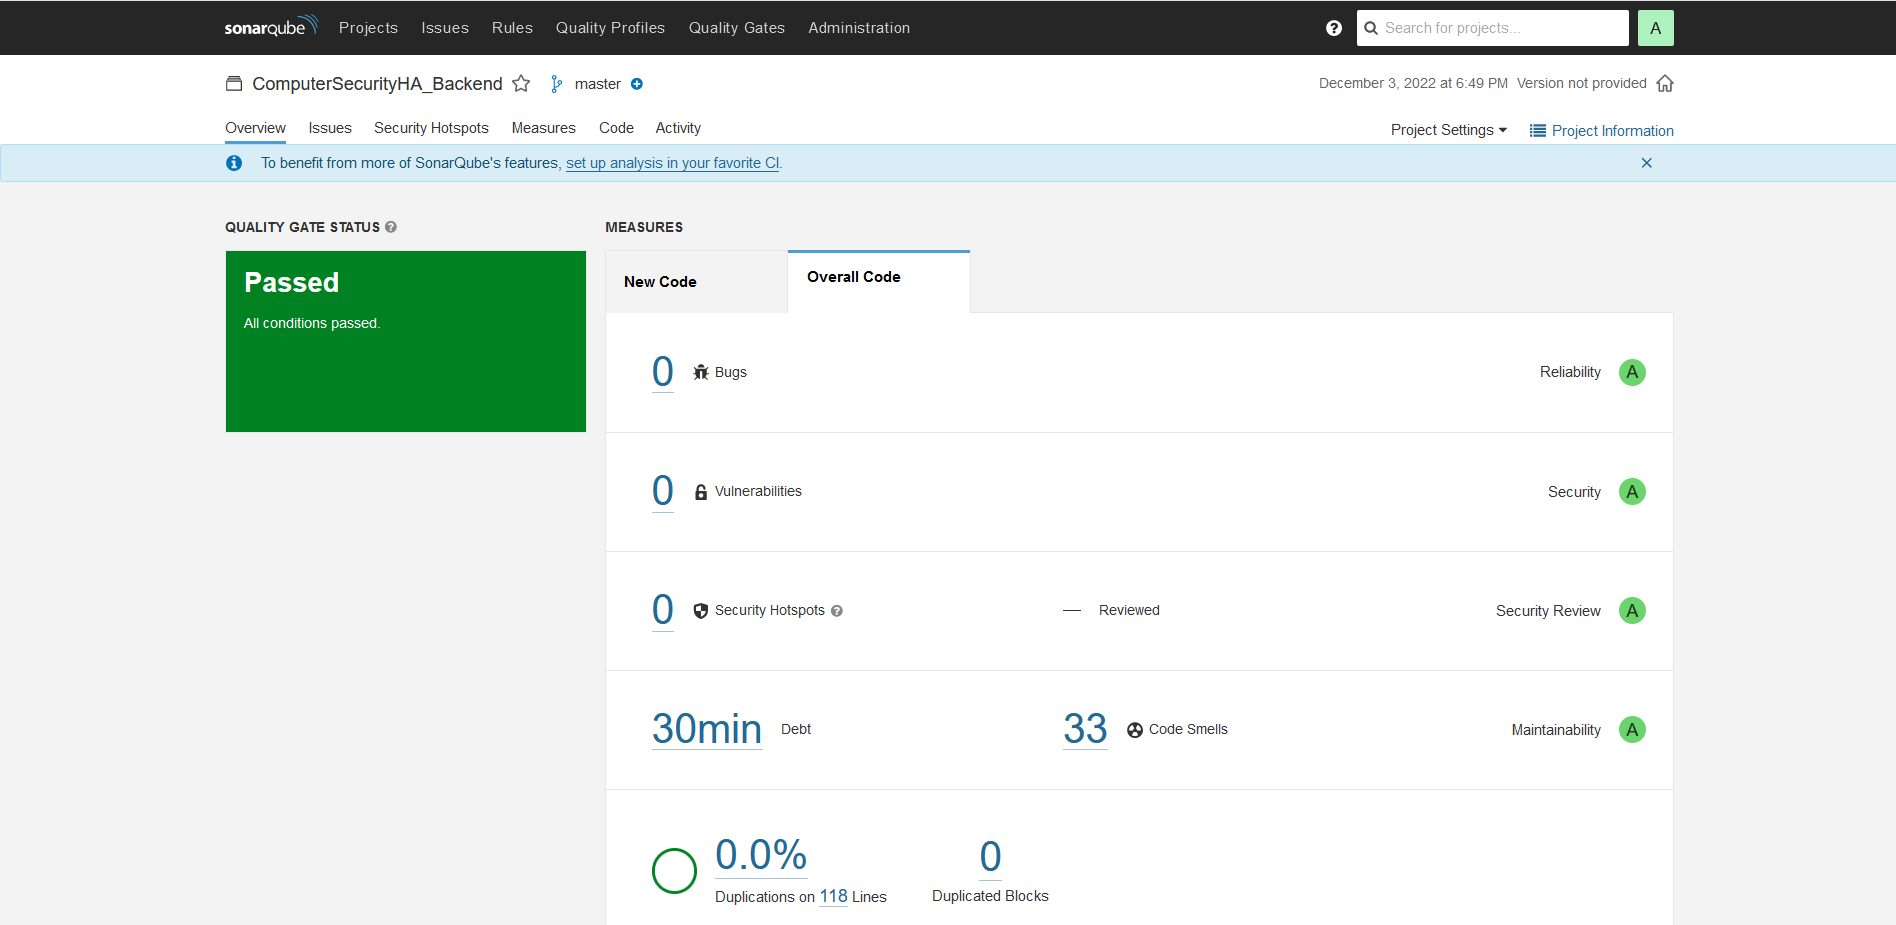 sonarqube Projects Issues Rules Quality Profiles Quality Gates Administration ? Search for projects... A
ComputerSecurityHA_Backend master December 3, 2022 at 6:49 PM Version not provided
Overview Issues Security Hotspots Measures Code Activity Project Settings Project Information
To benefit from more of SonarQube's features, set up analysis in your favorite CI.
QUALITY GATE STATUS ?
Passed
All conditions passed.
MEASURES
New Code Overall Code
0 Bugs Reliability A
0 Vulnerabilities Security A
0 Security Hotspots ? — Reviewed Security Review A
30min Debt 33 Code Smells Maintainability A
0.0% 0
Duplications on 118 Lines Duplicated Blocks